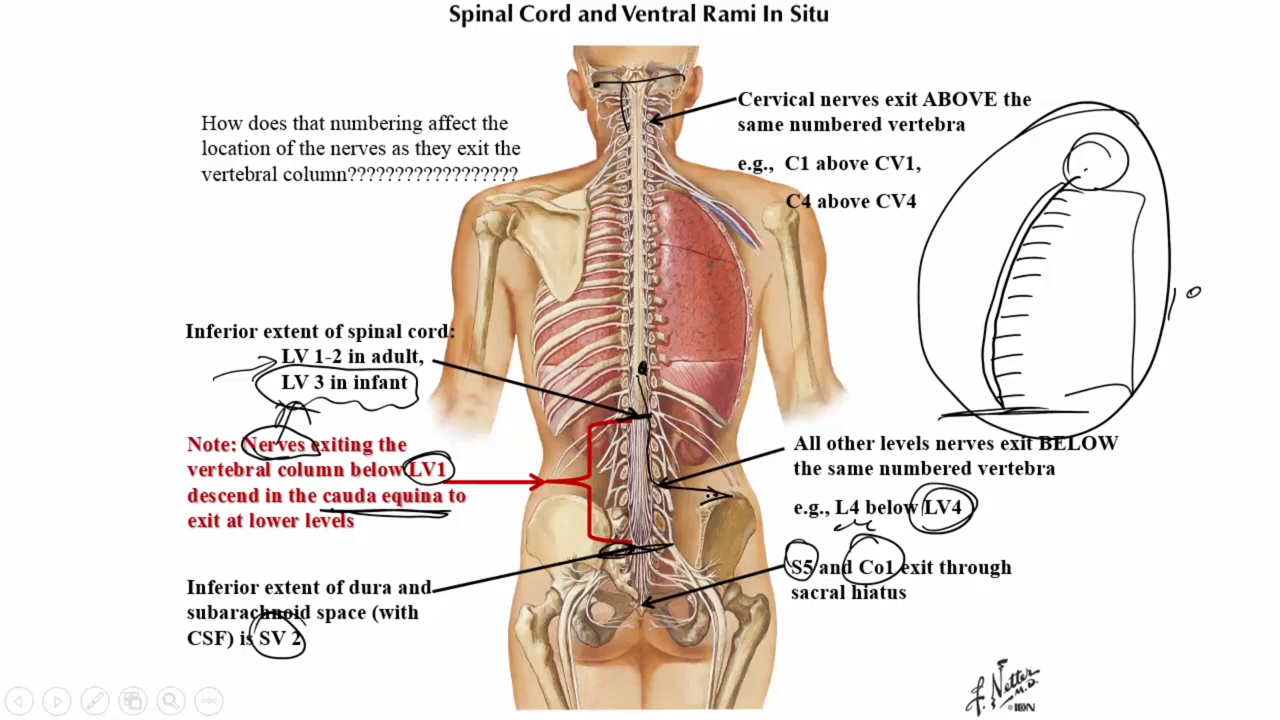 Spinal Cord and Ventral Rami In Situ
How does that numbering affect the
location of the nerves as they exit the
vertebral column??????????????????
Cervical nerves exit ABOVE the
same numbered vertebra
e.g., C1 above CV1,
C4 above CV4
10
Inferior extent of spinal cord:
LV 1-2 in adult,
LV 3 in infant
Note: Nerves exiting the
vertebral column below LV1
descend in the cauda equina to
exit at lower levels
All other levels nerves exit BELOW
the same numbered vertebra
e.g., L4 below LV4
S5 and Co1 exit through
sacral hiatus
Inferior extent of dura and
subarachnoid space (with
CSF) is SV 2
F. Netter
M.D.